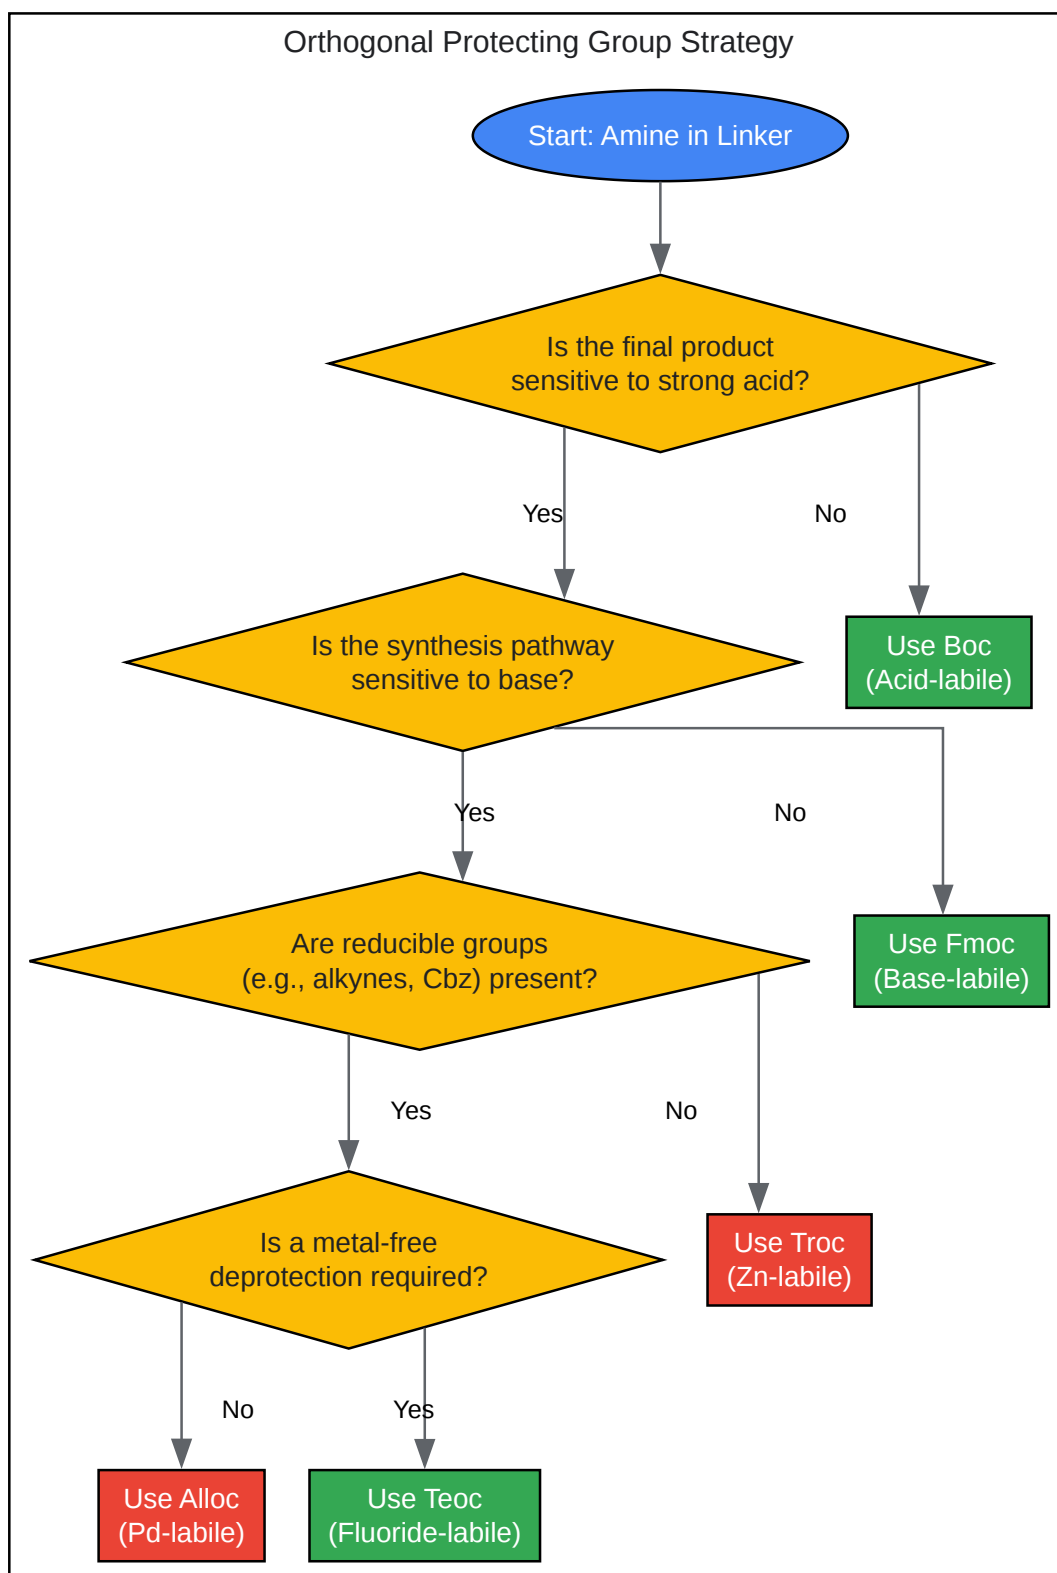 Orthogonal Protecting Group Strategy
Start: Amine in Linker
Is the final product
sensitive to strong acid?
Yes
No
Is the synthesis pathway
sensitive to base?
Use Boc
(Acid-labile)
Yes
No
Are reducible groups
(e.g., alkynes, Cbz) present?
Use Fmoc
(Base-labile)
Yes
No
Is a metal-free
deprotection required?
Use Troc
(Zn-labile)
No
Yes
Use Alloc
(Pd-labile)
Use Teoc
(Fluoride-labile)